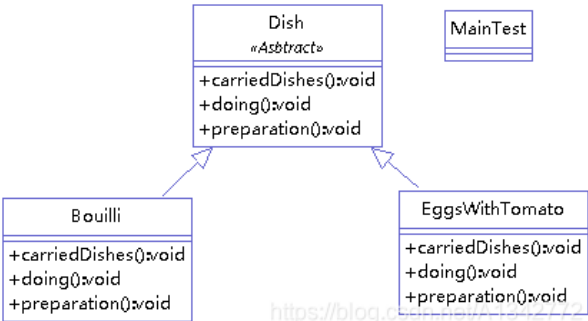 Dish
«Asbtract»
+carriedDishes():void
+doing():void
+preparation():void
MainTest
Bouilli
+carriedDishes():void
+doing():void
+preparation():void
EggsWithTomato
+carriedDishes():void
+doing():void
+preparation():void